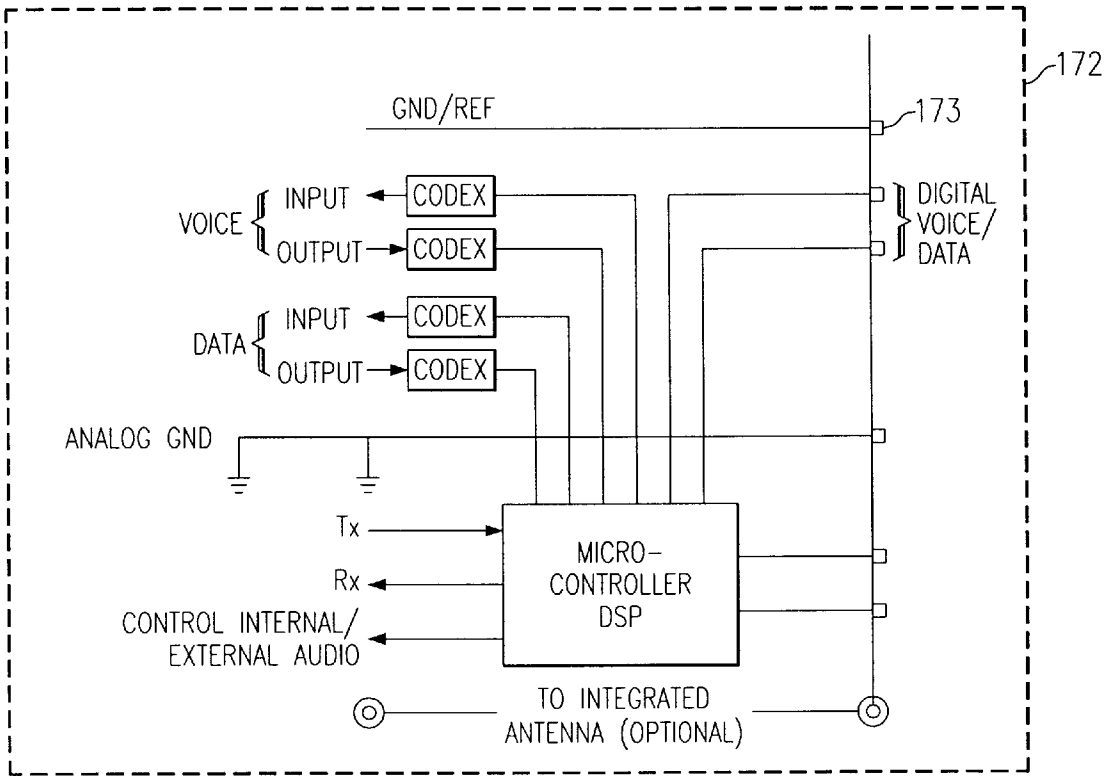 172
GND/REF
173
VOICE
INPUT
CODEX
OUTPUT
CODEX
DIGITAL
VOICE/
DATA
DATA
INPUT
CODEX
OUTPUT
CODEX
ANALOG GND
Tx
Rx
CONTROL INTERNAL/
EXTERNAL AUDIO
MICRO-
CONTROLLER
DSP
TO INTEGRATED
ANTENNA (OPTIONAL)